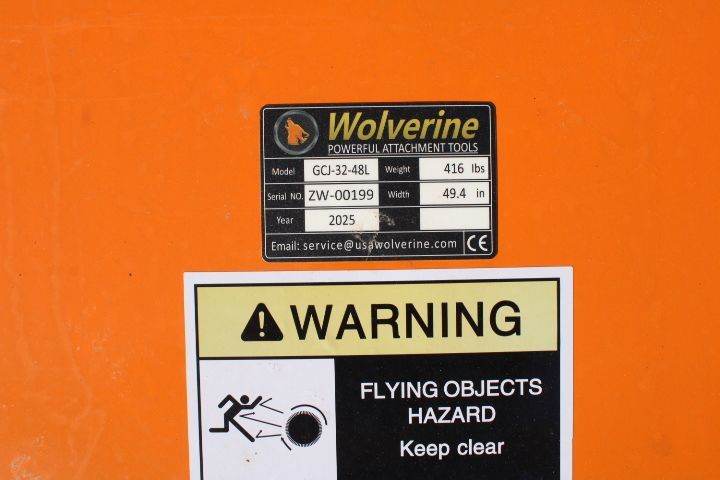 Wolverine
POWERFUL ATTACHMENT TOOLS
Model GCJ-32-48L Weight 416 lbs
Serial NO. ZW-00199 Width 49.4 in
Year 2025
Email: service@usawolverine.com CE
WARNING
FLYING OBJECTS
HAZARD
Keep clear